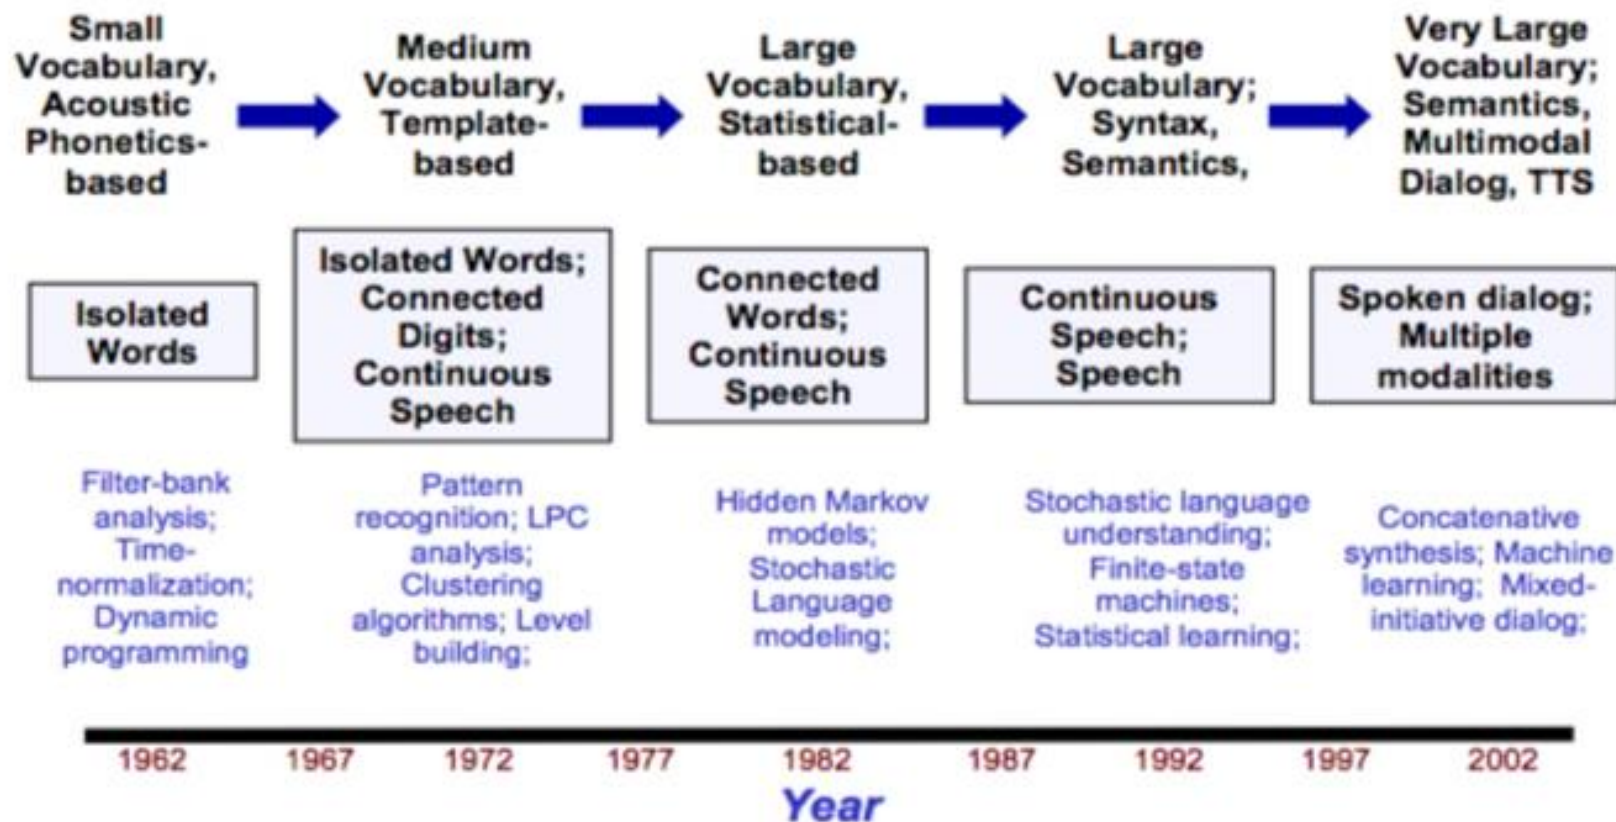 Small
Vocabulary,
Acoustic
Phonetics-
based
Medium
Vocabulary,
Template-
based
Large
Vocabulary,
Statistical-
based
Large
Vocabulary;
Syntax,
Semantics,
Very Large
Vocabulary;
Semantics,
Multimodal
Dialog, TTS
Isolated
Words
Isolated Words;
Connected
Digits;
Continuous
Speech
Connected
Words;
Continuous
Speech
Continuous
Speech;
Speech
Spoken dialog;
Multiple
modalities
Filter-bank
analysis;
Time-
normalization;
Dynamic
programming
Pattern
recognition; LPC
analysis;
Clustering
algorithms; Level
building;
Hidden Markov
models;
Stochastic
Language
modeling;
Stochastic language
understanding;
Finite-state
machines;
Statistical learning;
Concatenative
synthesis; Machine
learning; Mixed-
initiative dialog;
1962 1967 1972 1977 1982 1987 1992 1997 2002
Year